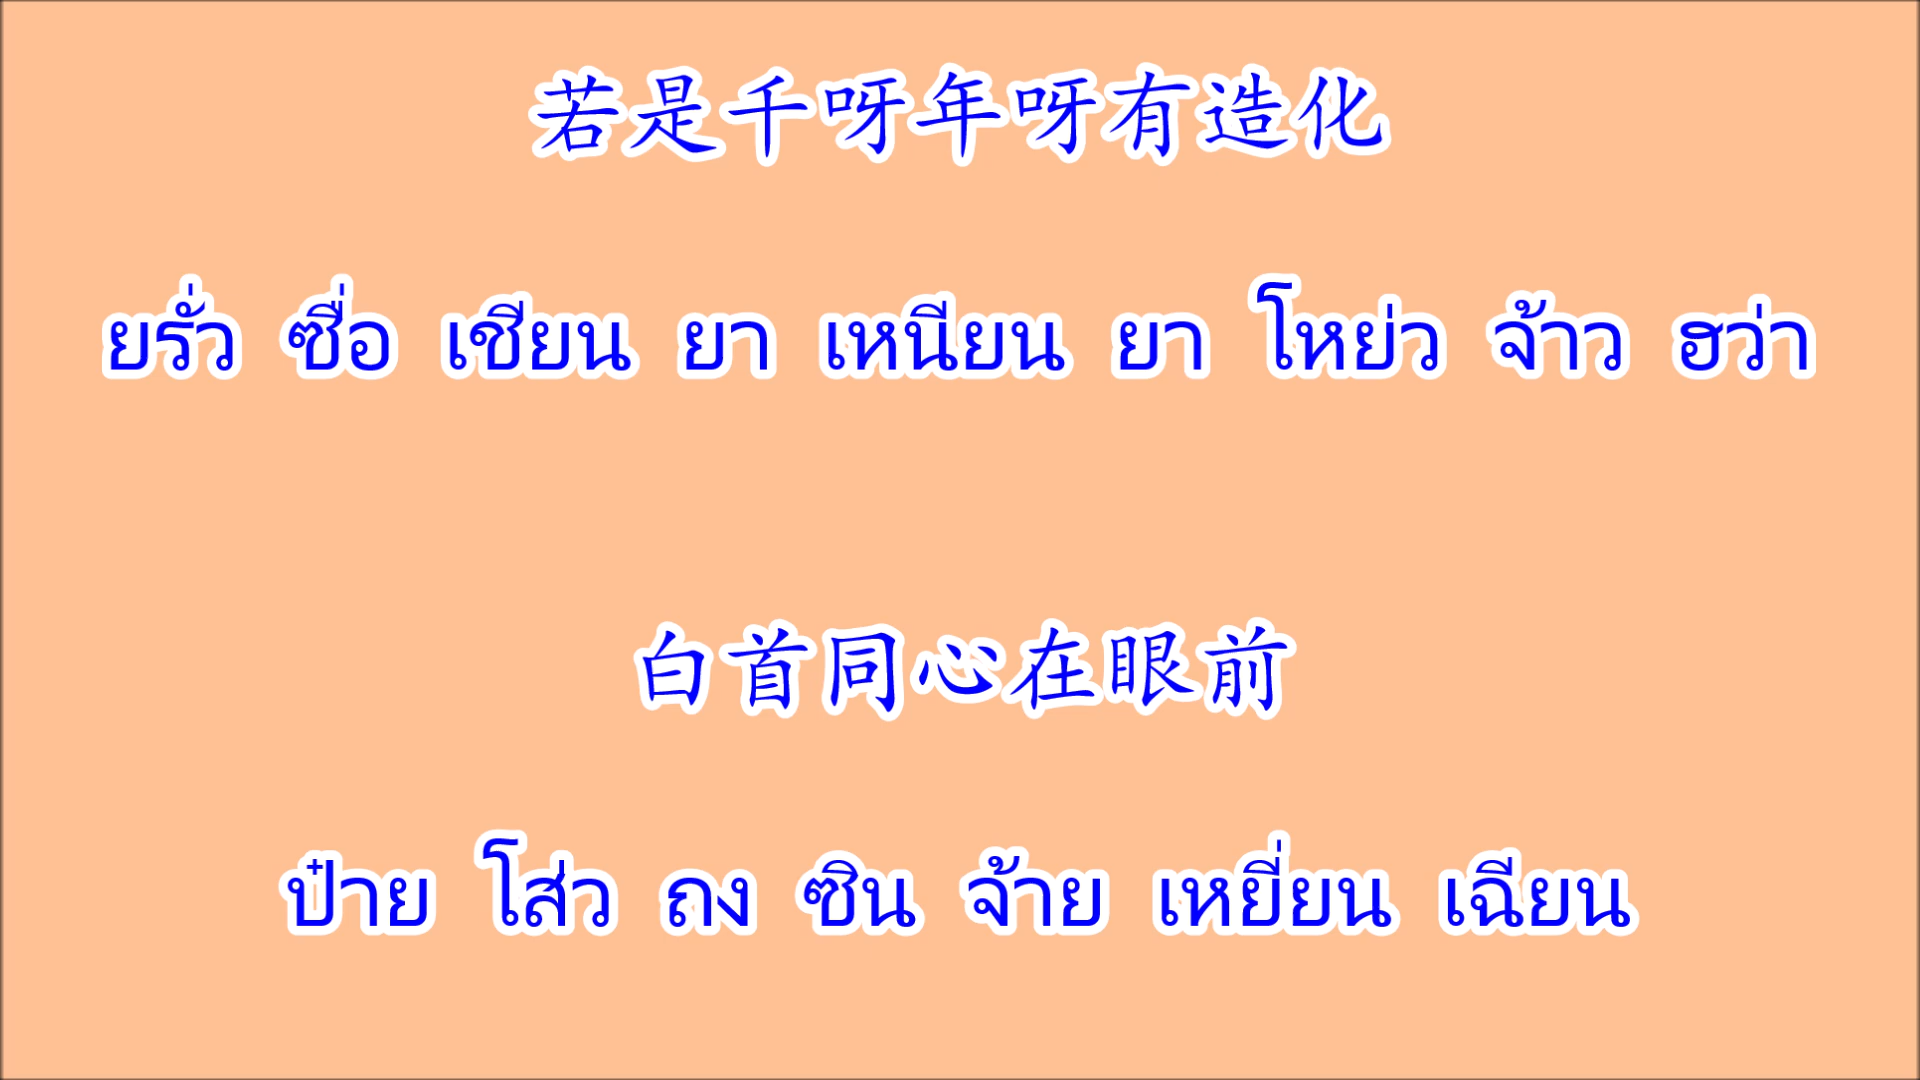 若是千呀年呀有造化
ยรั่ว ซื่อ เชียน ยา เหนียน ยา โหย่ว จ้าว ฮว่า
白首同心在眼前
ป๋าย โส่ว ถง ซิน จ้าย เหยี่ยน เฉียน